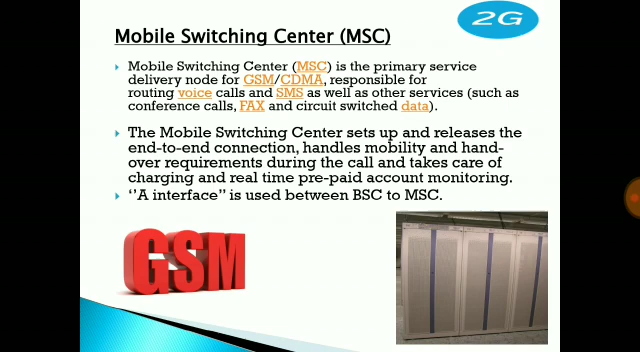 2G
Mobile Switching Center (MSC)
Mobile Switching Center (MSC) is the primary service
delivery node for GSM/CDMA, responsible for
routing voice calls and SMS as well as other services (such as
conference calls, FAX and circuit switched data).
The Mobile Switching Center sets up and releases the
end-to-end connection, handles mobility and hand-
over requirements during the call and takes care of
charging and real time pre-paid account monitoring.
‘’A interface” is used between BSC to MSC.
GSM